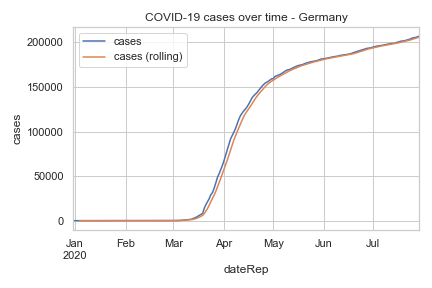 COVID-19 cases over time - Germany
cases
cases (rolling)
200000
150000
100000
50000
0
cases
Jan Feb Mar Apr May Jun Jul
2020
dateRep